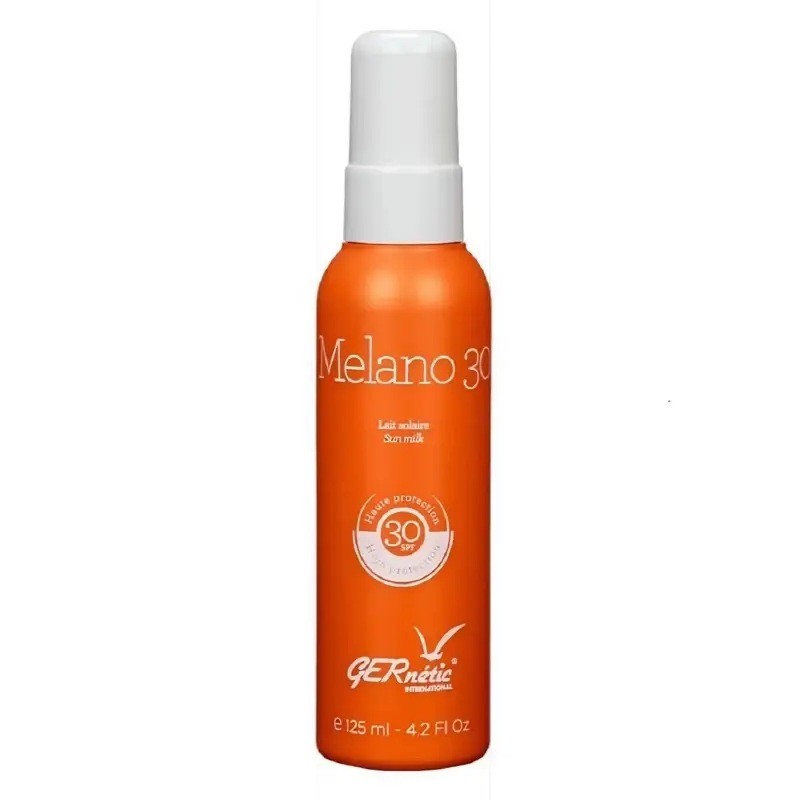 Melano 30
Lait solaire
Sun milk
Haute protection
30
SPF
High protection
GERnétic®
INTERNATIONAL
e 125 ml - 4.2 Fl Oz